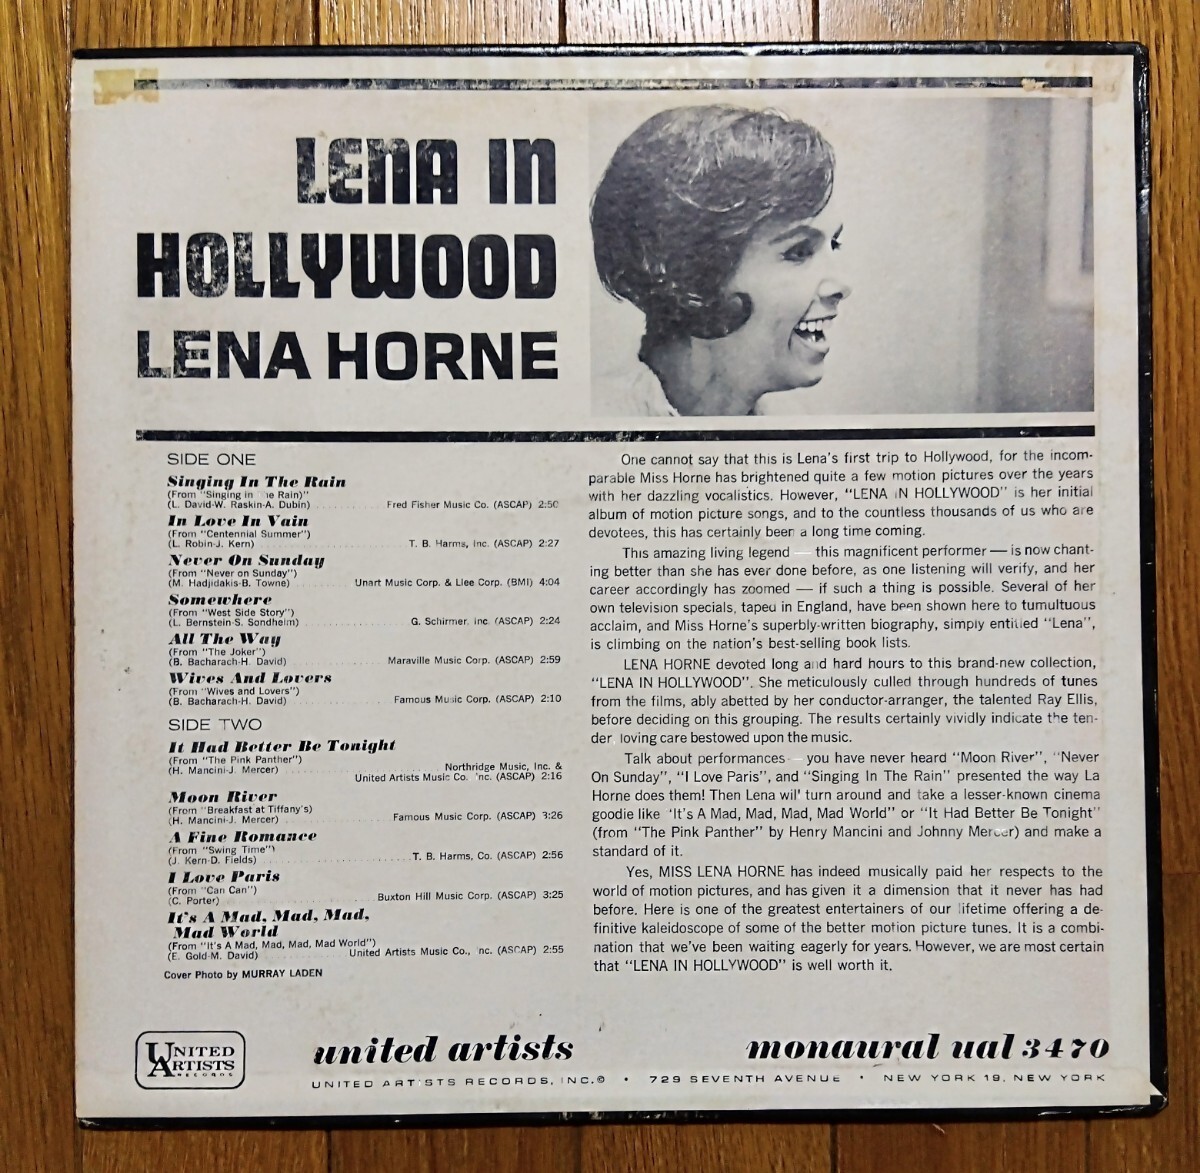 LENA IN
HOLLYWOOD
LENA HORNE
SIDE ONE
Singing In The Rain
(From "Singing in he Rain)"
(L. David-W. Raskin-A. Dubin) Fred Fisher Music Co. (ASCAP) 2:50
In Love In Vain
(From "Centennial Summer")
(L. Robin-J. Kern) T. B. Harms, Inc. (ASCAP) 2:27
Never On Sunday
(From "Never on Sunday")
(M. Hadjidakis-B. Towne) Unart Music Corp. & Llee Corp. (BMI) 4:04
Somewhere
(From "West Side Story")
(L. Bernstein-S. Sondheim) G. Schirmer, Inc. (ASCAP) 2:24
All The Way
(From "The Joker")
(B. Bacharach-H. David) Maraville Music Corp. (ASCAP) 2:59
Wives And Lovers
(From "Wives and Lovers")
(B. Bacharach-H. David) Famous Music Corp. (ASCAP) 2:10
SIDE TWO
It Had Better Be Tonight
(From "The Pink Panther")
(H. Mancini-J. Mercer) Northridge Music, Inc. &
United Artists Music Co. Inc. (ASCAP) 2:16
Moon River
(From "Breakfast at Tiffany's)
(H. Mancini-J. Mercer) Famous Music Corp. (ASCAP) 3:26
A Fine Romance
(From "Swing Time")
(J. Kern-D. Fields) T. B. Harms, Co. (ASCAP) 2:56
I Love Paris
(From "Can Can")
(C. Porter) Buxton Hill Music Corp. (ASCAP) 3:25
It's A Mad, Mad, Mad,
Mad World
(From "It's A Mad, Mad, Mad, Mad World")
(E. Gold-M. David) United Artists Music Co., Inc. (ASCAP) 2:55
Cover Photo by MURRAY LADEN
One cannot say that this is Lena's first trip to Hollywood, for the incom-
parable Miss Horne has brightened quite a few motion pictures over the years
with her dazzling vocalistics. However, "LENA IN HOLLYWOOD" is her initial
album of motion picture songs, and to the countless thousands of us who are
devotees, this has certainly been a long time coming.
This amazing living legend — this magnificent performer — is now chant-
ing better than she has ever done before, as one listening will verify, and her
career accordingly has zoomed — if such a thing is possible. Several of her
own television specials, taped in England, have been shown here to tumultuous
acclaim, and Miss Horne's superbly-written biography, simply entitled "Lena",
is climbing on the nation's best-selling book lists.
LENA HORNE devoted long and hard hours to this brand-new collection,
"LENA IN HOLLYWOOD". She meticulously culled through hundreds of tunes
from the films, ably abetted by her conductor-arranger, the talented Ray Ellis,
before deciding on this grouping. The results certainly vividly indicate the ten-
der loving care bestowed upon the music.
Talk about performances - you have never heard "Moon River", "Never
On Sunday", "I Love Paris", and "Singing In The Rain" presented the way La
Horne does them! Then Lena will turn around and take a lesser-known cinema
goodie like "It's A Mad, Mad, Mad, Mad World" or "It Had Better Be Tonight"
(from "The Pink Panther" by Henry Mancini and Johnny Mercer) and make a
standard of it.
Yes, MISS LENA HORNE has indeed musically paid her respects to the
world of motion pictures, and has given it a dimension that it never has had
before. Here is one of the greatest entertainers of our lifetime offering a de-
finitive kaleidoscope of some of the better motion picture tunes. It is a combi-
nation that we've been waiting eagerly for years. However, we are most certain
that "LENA IN HOLLYWOOD" is well worth it.
UNITED
ARTISTS
RECORDS
united artists
monaural ual 3470
UNITED ARTISTS RECORDS, INC.© • 729 SEVENTH AVENUE • NEW YORK 19, NEW YORK